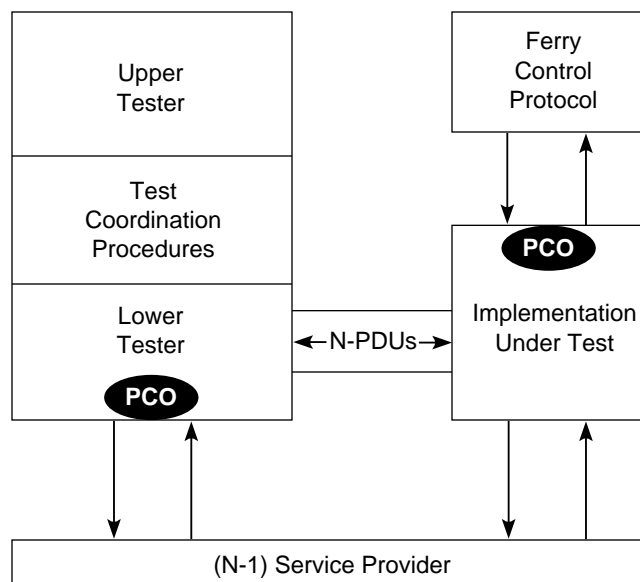 Upper
Tester
Test
Coordination
Procedures
Lower
Tester
PCO
Ferry
Control
Protocol
PCO
Implementation
Under Test
N-PDUs
(N-1) Service Provider